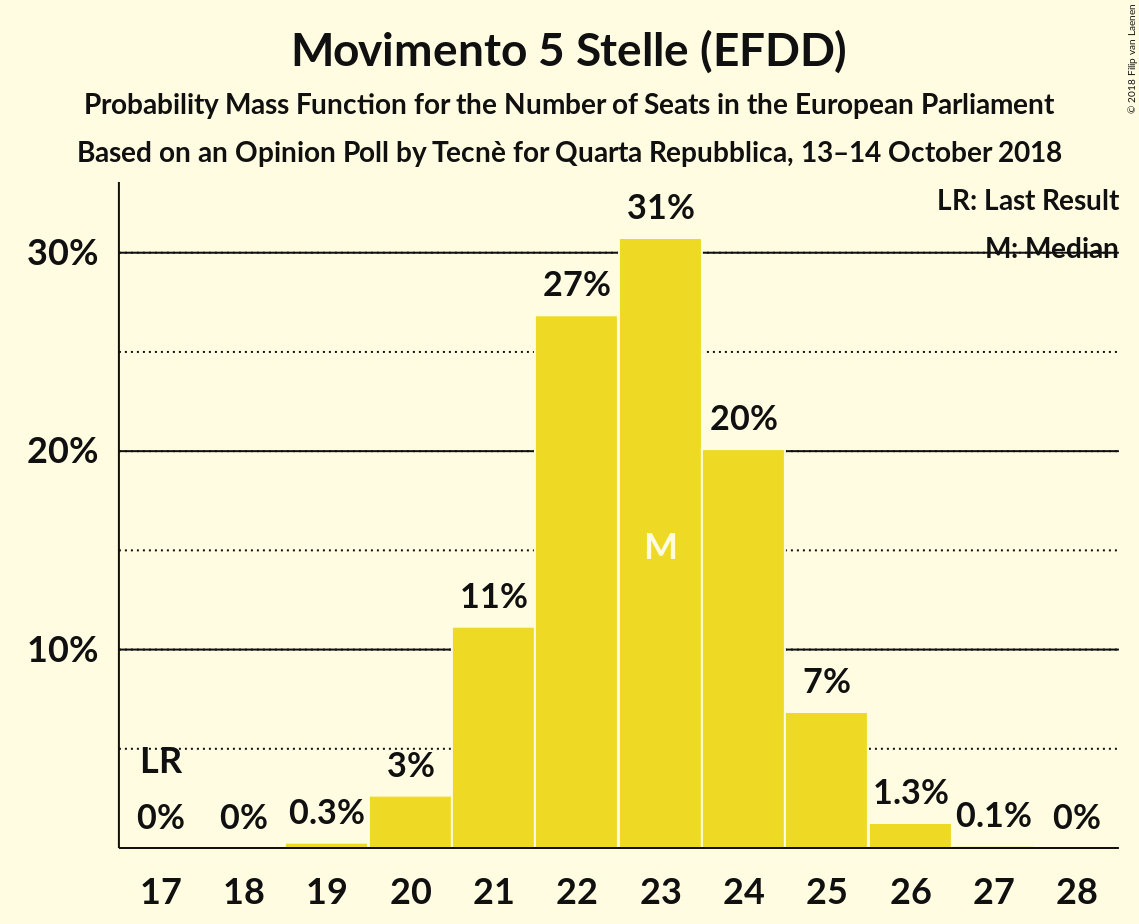 Movimento 5 Stelle (EFDD)
Probability Mass Function for the Number of Seats in the European Parliament
Based on an Opinion Poll by Tecnè for Quarta Repubblica, 13–14 October 2018
© 2018 Filip van Laenen
LR: Last Result
M: Median
30%
20%
10%
LR
0%
0%
0.3%
3%
11%
27%
31%
M
20%
7%
1.3%
0.1%
0%
17 18 19 20 21 22 23 24 25 26 27 28